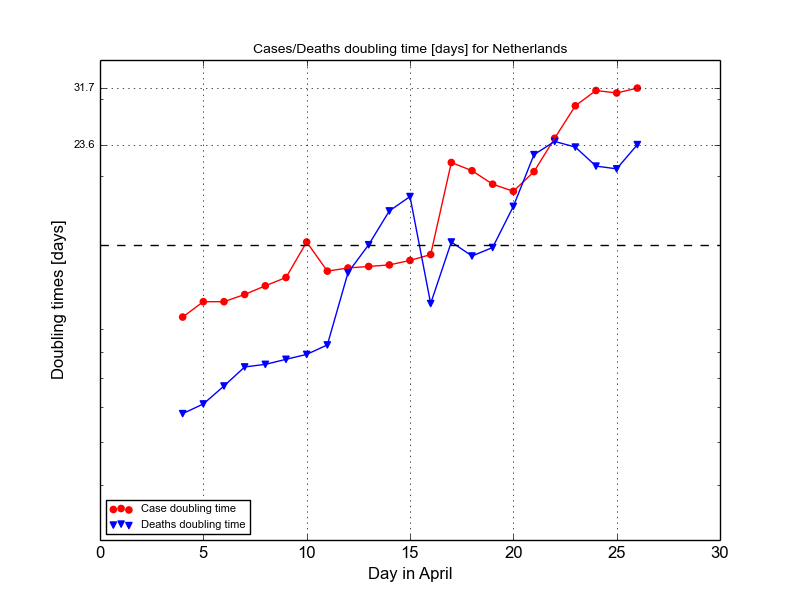 Cases/Deaths doubling time [days] for Netherlands
31.7
23.6
Doubling times [days]
Case doubling time
Deaths doubling time
0 5 10 15 20 25 30
Day in April